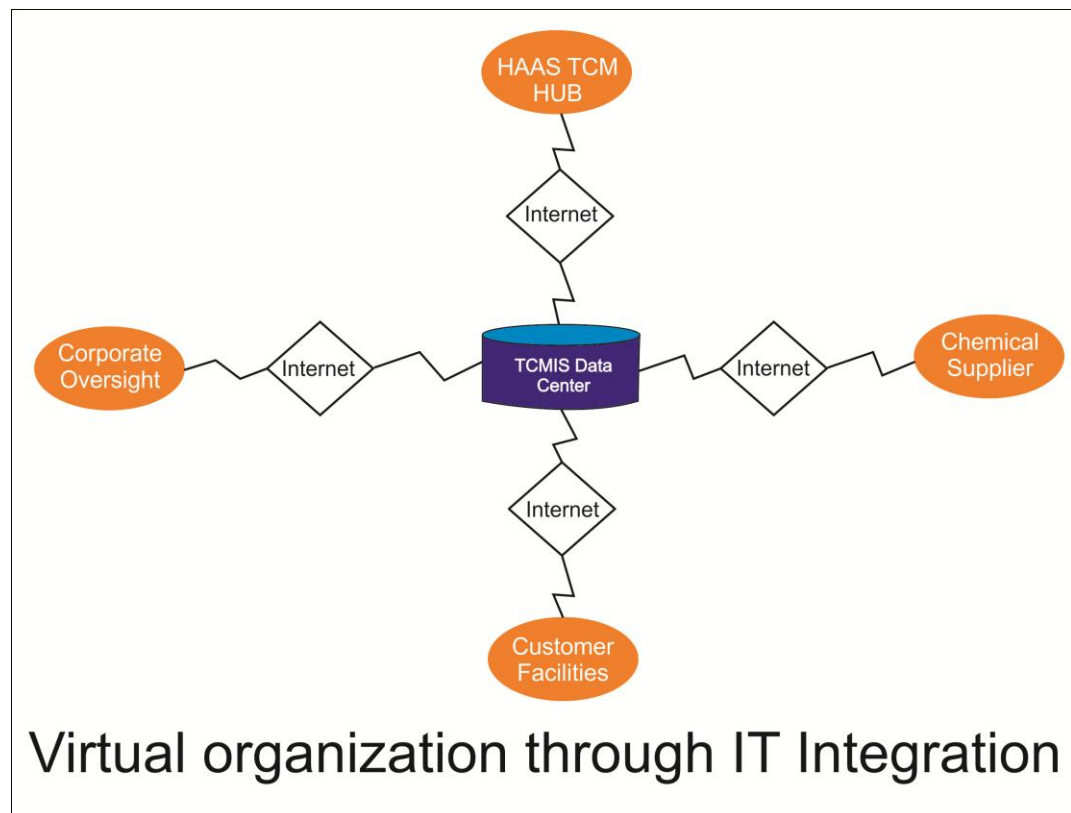 HAAS TCM
HUB
Internet
Corporate
Oversight
Internet
TCMIS Data
Center
Internet
Chemical
Supplier
Internet
Customer
Facilities
Virtual organization through IT Integration